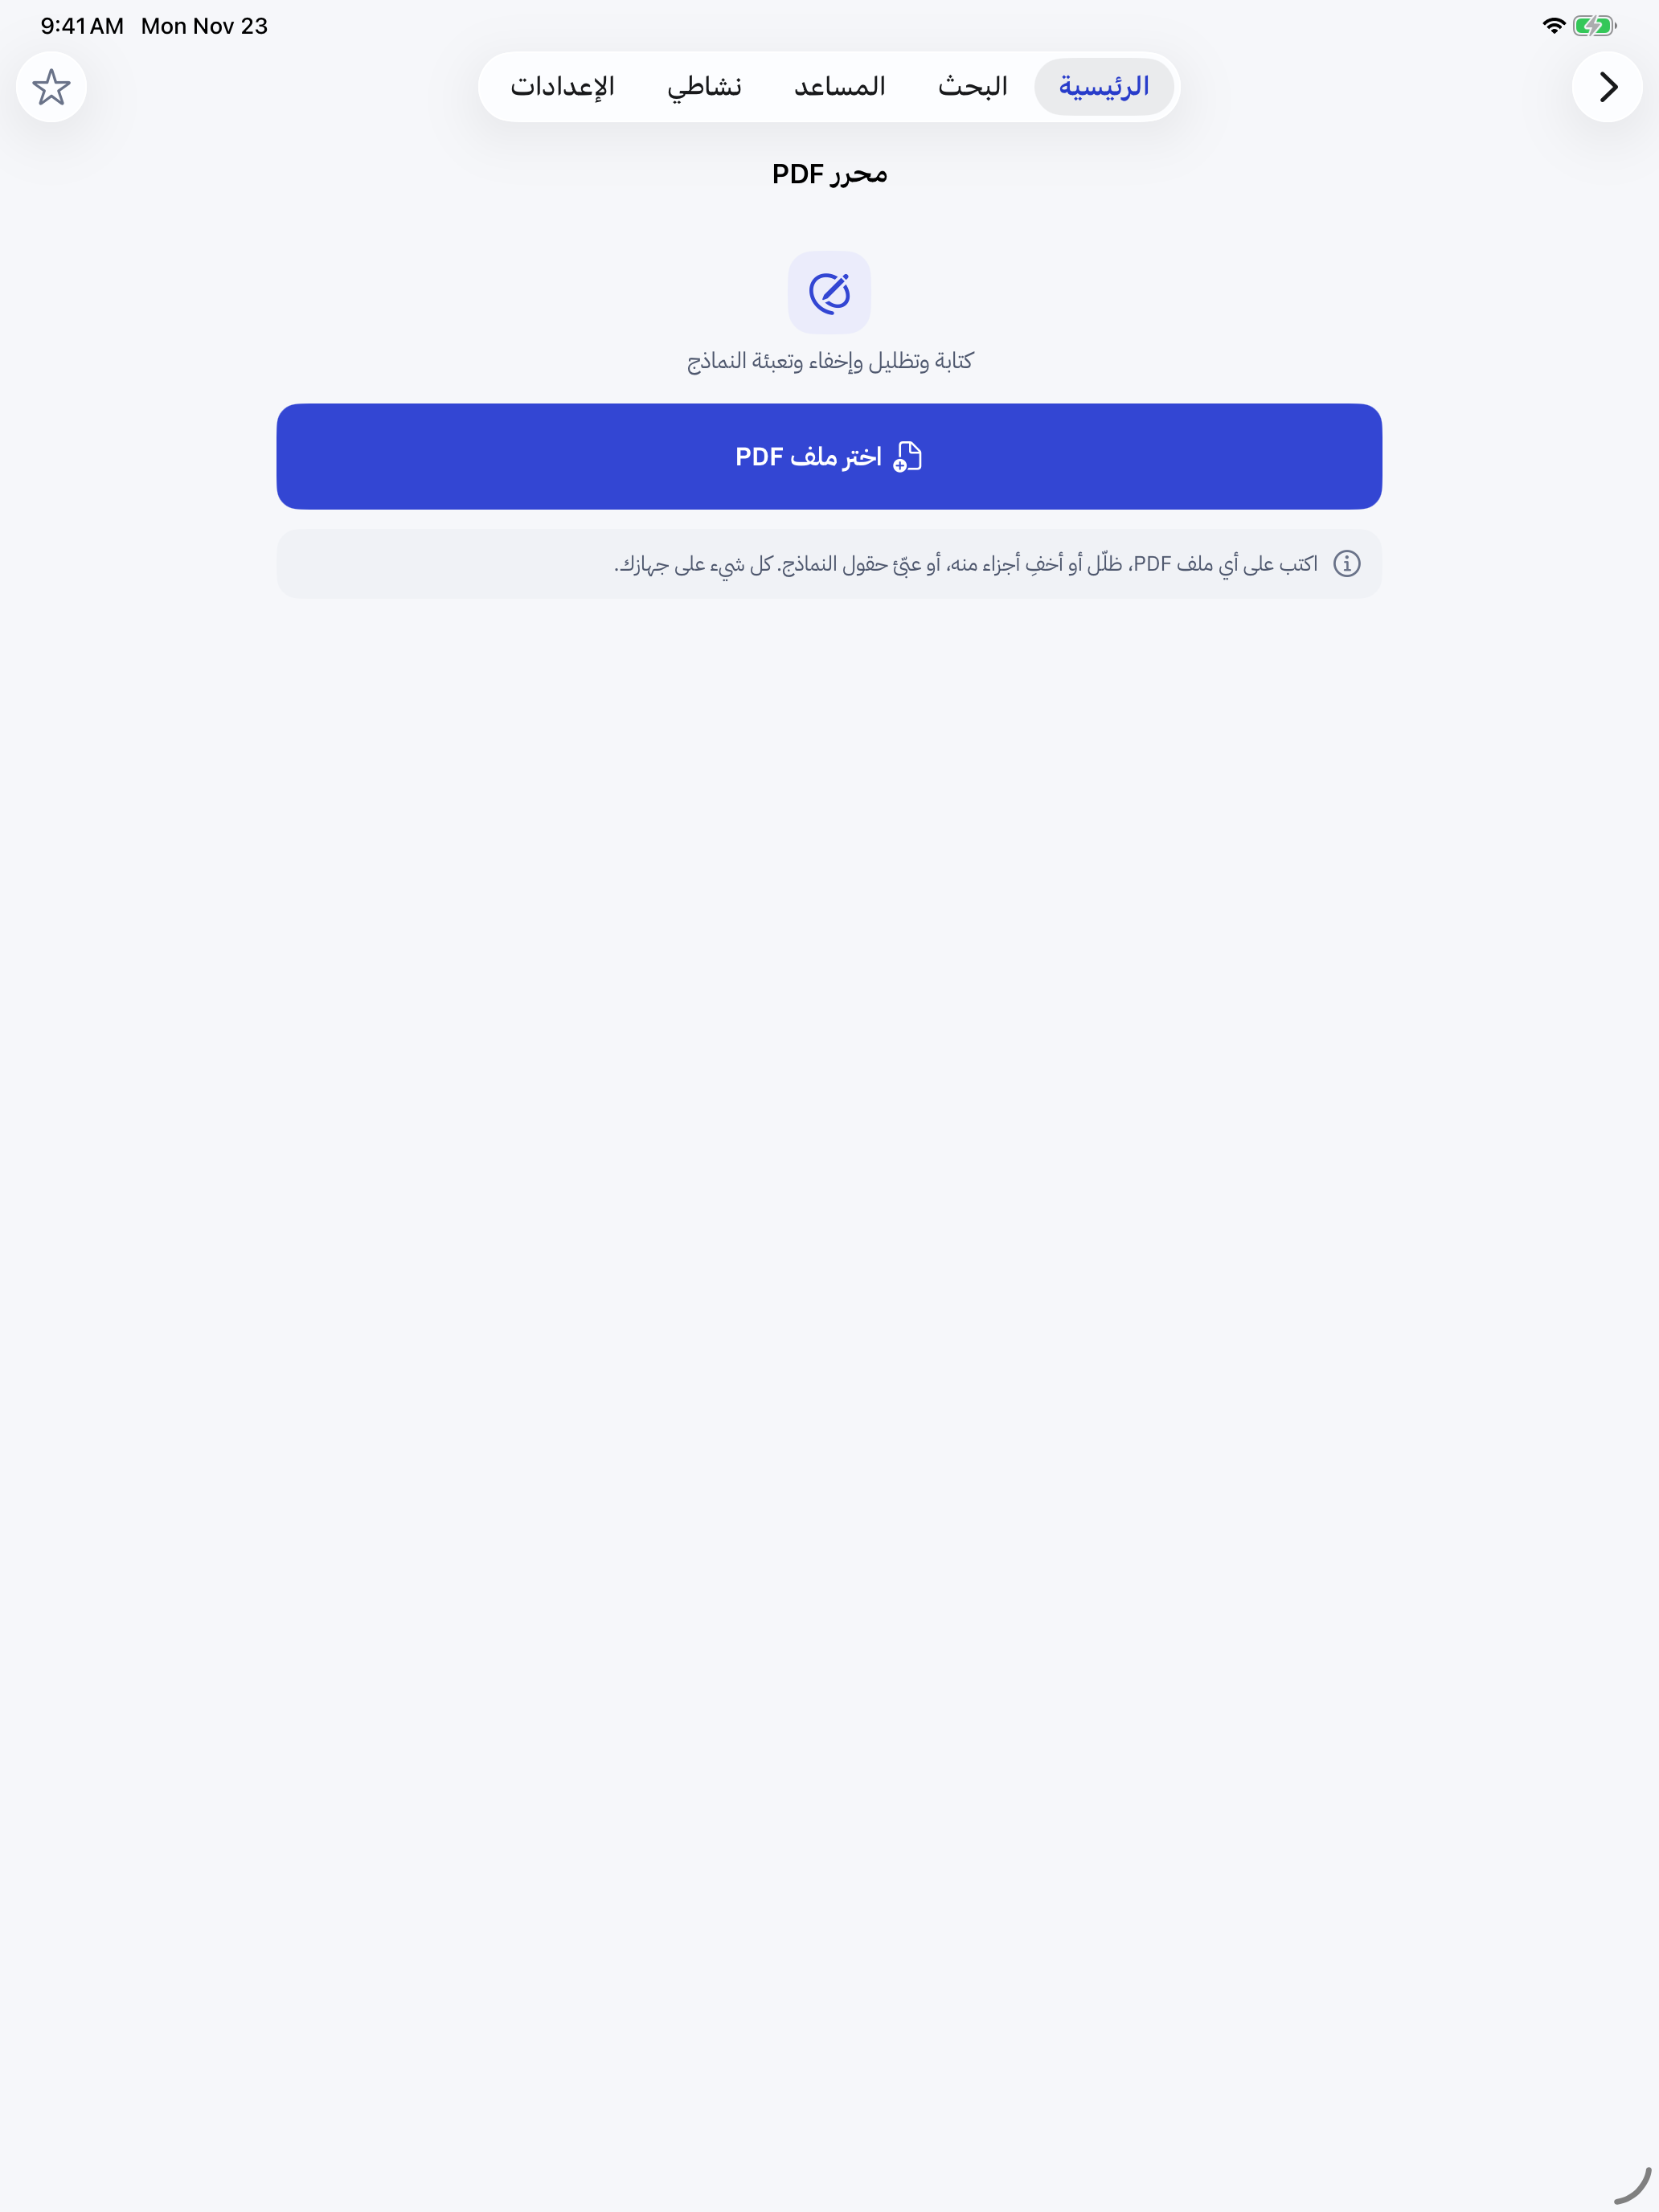 9:41 AM Mon Nov 23
الرئيسية البحث المساعد نشاطي الإعدادات
محرر PDF
كتابة وتظليل وإخفاء وتعبئة النماذج
اختر ملف PDF
اكتب على أي ملف PDF، ظلّل أو أخفِ أجزاء منه، أو عبّئ حقول النماذج. كل شيء على جهازك.